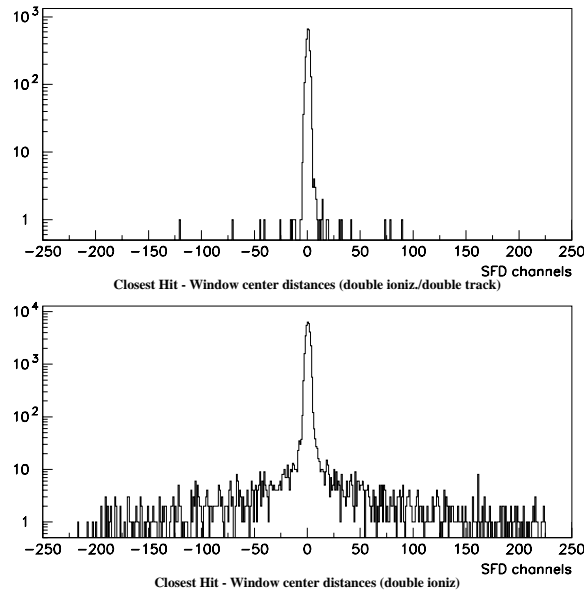 10³
10²
10
1
−250 −200 −150 −100 −50 0 50 100 150 200 250
SFD channels
Closest Hit - Window center distances (double ioniz./double track)
10⁴
10³
10²
10
1
−250 −200 −150 −100 −50 0 50 100 150 200 250
SFD channels
Closest Hit - Window center distances (double ioniz)